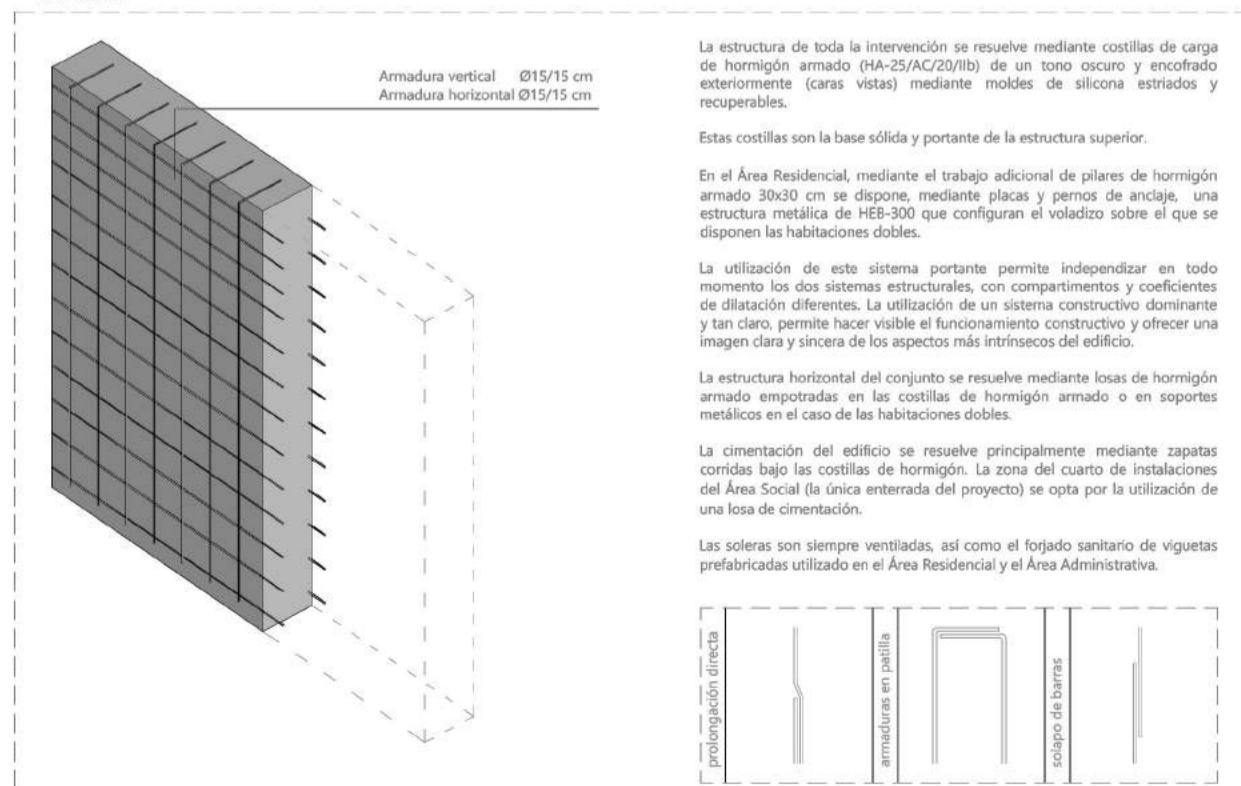 Armadura vertical Ø15/15 cm
Armadura horizontal Ø15/15 cm
La estructura de toda la intervención se resuelve mediante costillas de carga
de hormigón armado (HA-25/AC/20/IIb) de un tono oscuro y encofrado
exteriormente (caras vistas) mediante moldes de silicona estriados y
recuperables.
Estas costillas son la base sólida y portante de la estructura superior.
En el Área Residencial, mediante el trabajo adicional de pilares de hormigón
armado 30x30 cm se dispone, mediante placas y pernos de anclaje, una
estructura metálica de HEB-300 que configuran el voladizo sobre el que se
disponen las habitaciones dobles.
La utilización de este sistema portante permite independizar en todo
momento los dos sistemas estructurales, con compartimentos y coeficientes
de dilatación diferentes. La utilización de un sistema constructivo dominante
y tan claro, permite hacer visible el funcionamiento constructivo y ofrecer una
imagen clara y sincera de los aspectos más intrínsecos del edificio.
La estructura horizontal del conjunto se resuelve mediante losas de hormigón
armado empotradas en las costillas de hormigón armado o en soportes
metálicos en el caso de las habitaciones dobles.
La cimentación del edificio se resuelve principalmente mediante zapatas
corridas bajo las costillas de hormigón. La zona del cuarto de instalaciones
del Área Social (la única enterrada del proyecto) se opta por la utilización de
una losa de cimentación.
Las soleras son siempre ventiladas, así como el forjado sanitario de viguetas
prefabricadas utilizado en el Área Residencial y el Área Administrativa.
prolongación directa
armaduras en patilla
solapo de barras